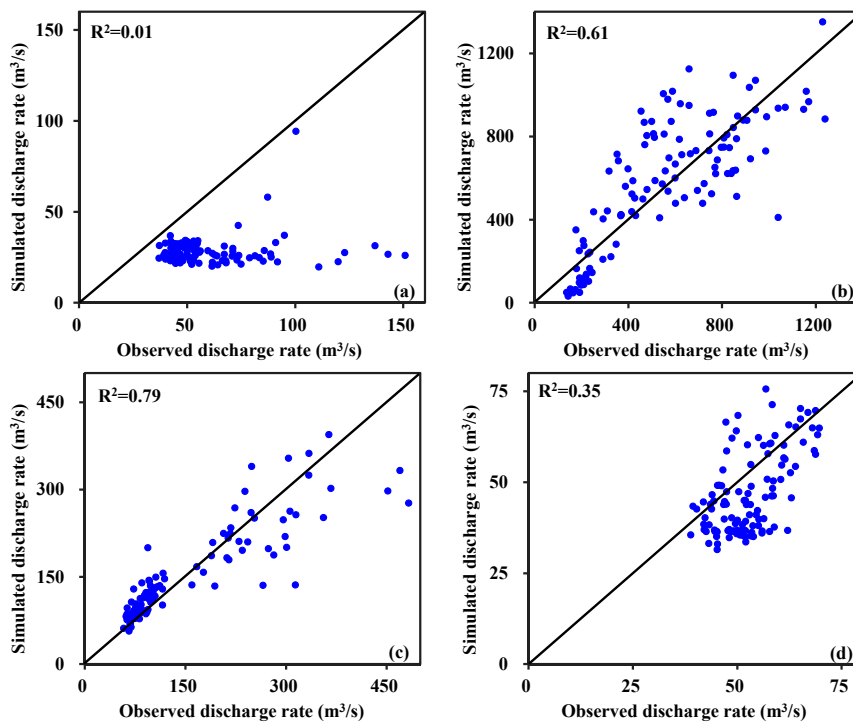 R²=0.01
Simulated discharge rate (m³/s)
150
100
50
0
0
50
100
150
(a)
Observed discharge rate (m³/s)
R²=0.61
Simulated discharge rate (m³/s)
1200
800
400
0
0
400
800
1200
(b)
Observed discharge rate (m³/s)
R²=0.79
Simulated discharge rate (m³/s)
450
300
150
0
0
150
300
450
(c)
Observed discharge rate (m³/s)
R²=0.35
Simulated discharge rate (m³/s)
75
50
25
0
0
25
50
75
(d)
Observed discharge rate (m³/s)